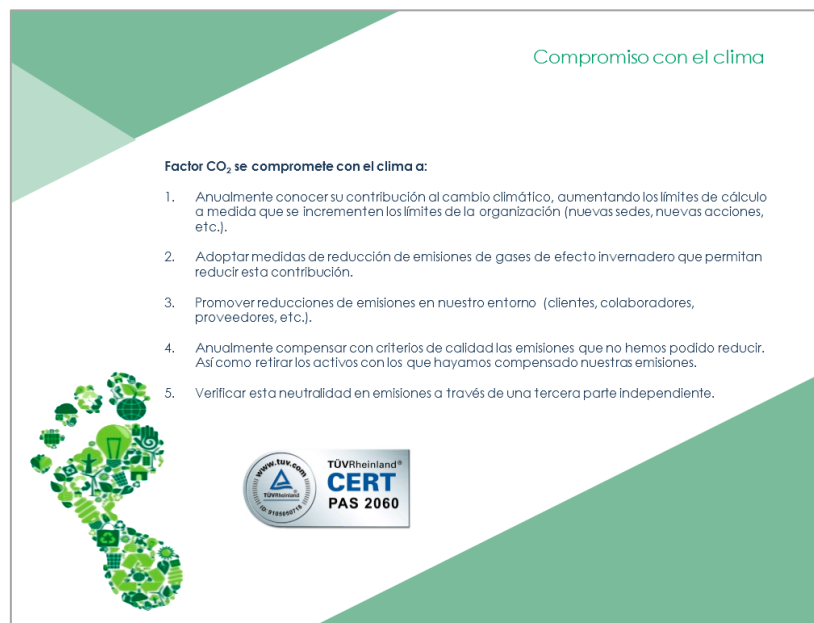 Compromiso con el clima
Factor CO₂ se compromete con el clima a:
1. Anualmente conocer su contribución al cambio climático, aumentando los límites de cálculo
a medida que se incrementen los límites de la organización (nuevas sedes, nuevas acciones,
etc.).
2. Adoptar medidas de reducción de emisiones de gases de efecto invernadero que permitan
reducir esta contribución.
3. Promover reducciones de emisiones en nuestro entorno (clientes, colaboradores,
proveedores, etc.).
4. Anualmente compensar con criterios de calidad las emisiones que no hemos podido reducir.
Así como retirar los activos con los que hayamos compensado nuestras emisiones.
5. Verificar esta neutralidad en emisiones a través de una tercera parte independiente.
www.tuv.com
TÜVRheinland
TÜVRheinland®
CERT
PAS 2060